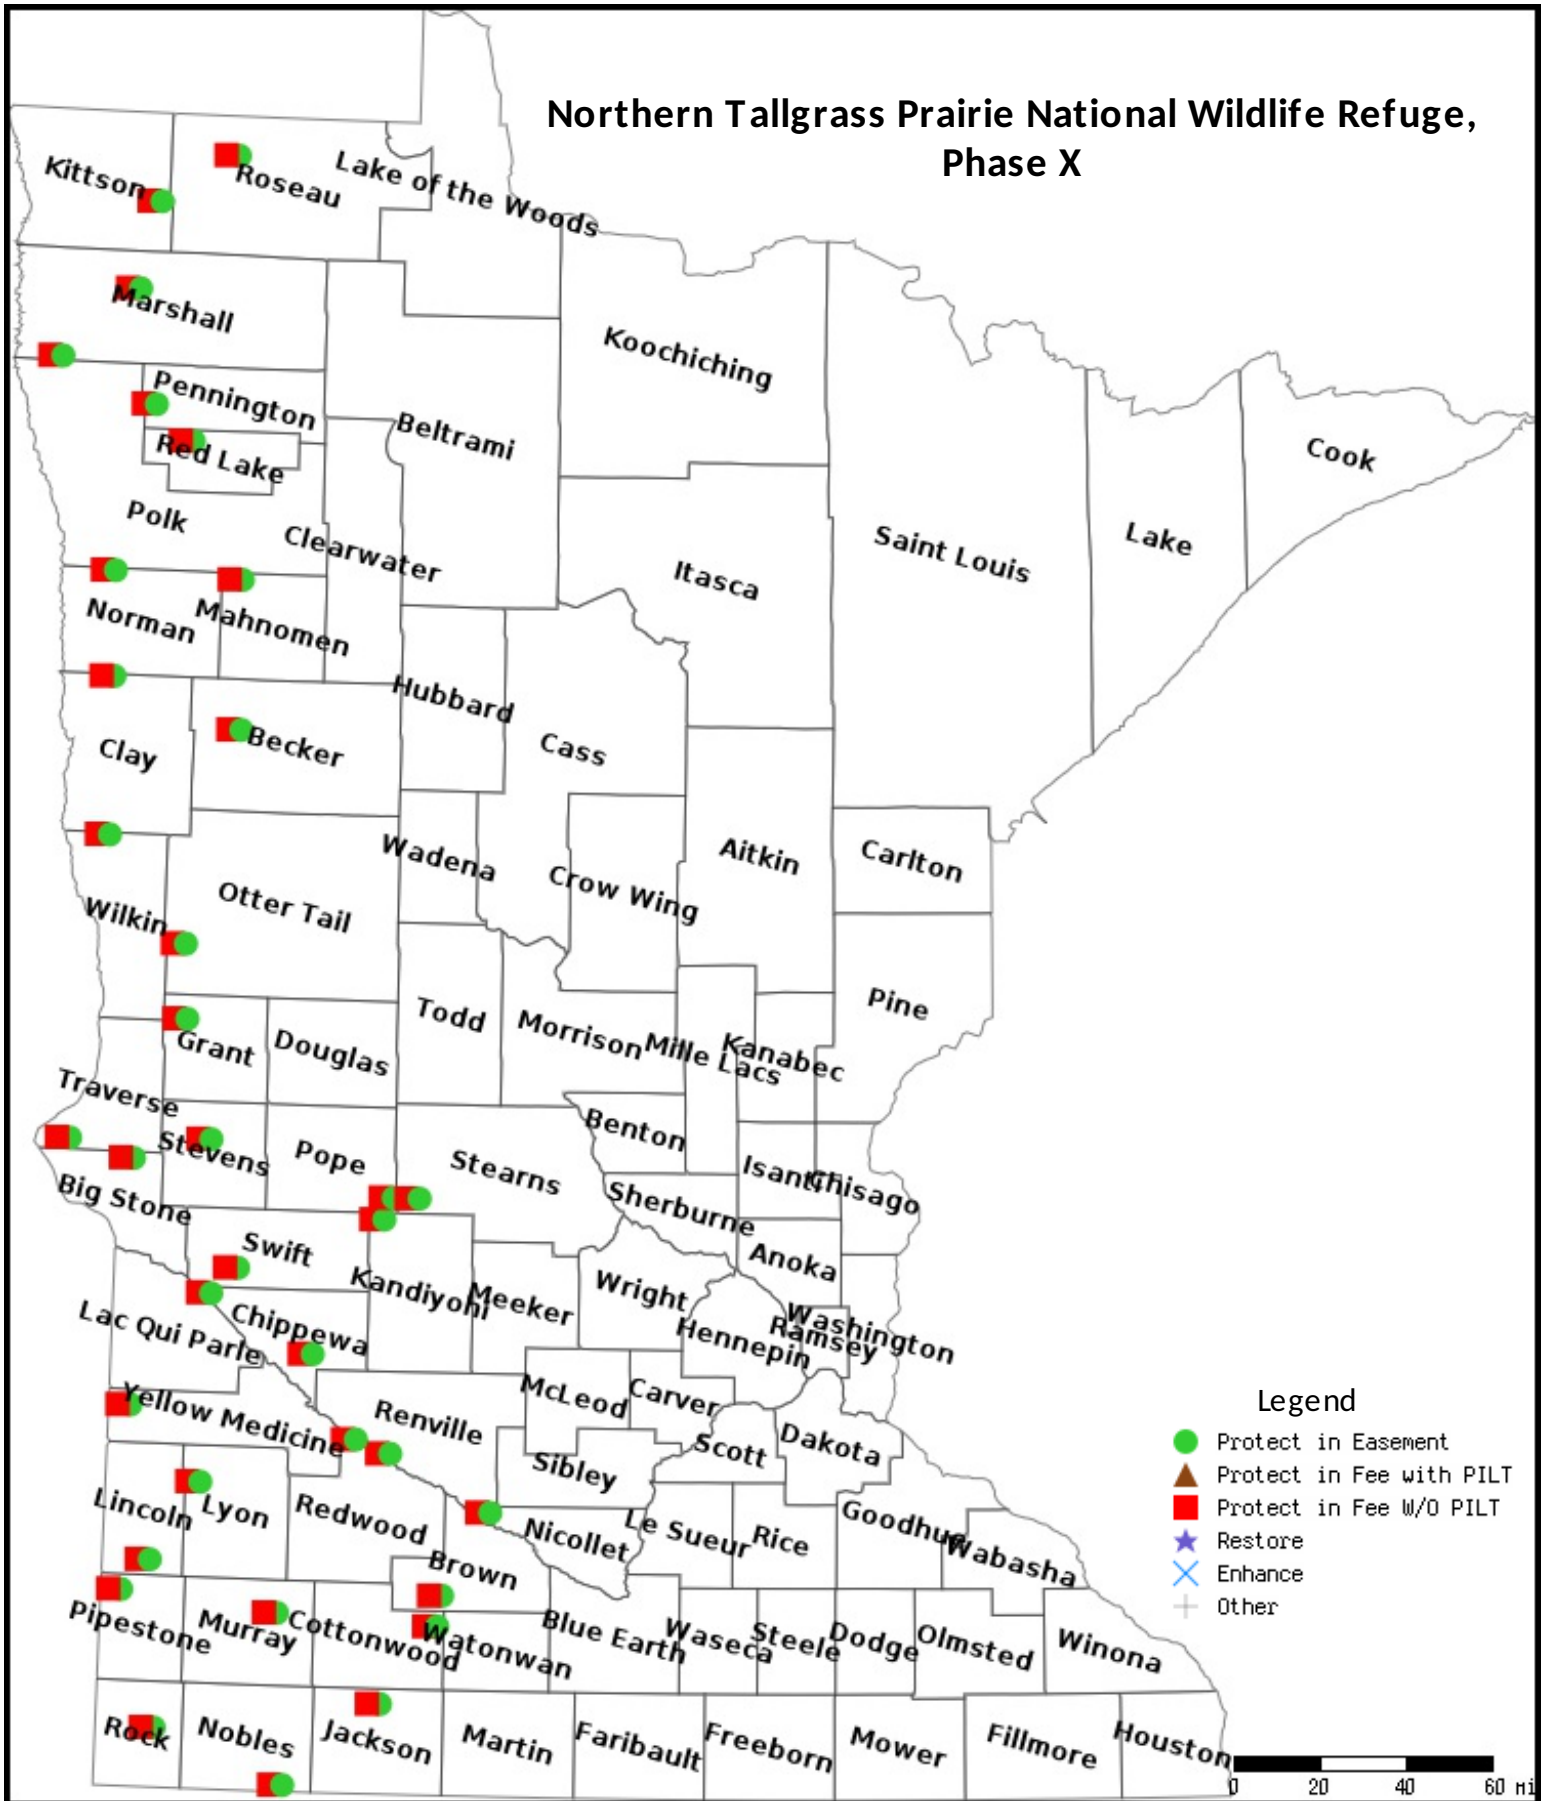 Northern Tallgrass Prairie National Wildlife Refuge,
Phase X
Kittson
Roseau
Lake of the Woods
Marshall
Koochiching
Pennington
Beltrami
Red Lake
Cook
Polk
Clearwater
Saint Louis
Lake
Itasca
Norman
Mahnomen
Hubbard
Clay
Becker
Cass
Wadena
Aitkin
Carlton
Crow Wing
Otter Tail
Wilkin
Todd
Morrison
Mille Lacs
Kanabec
Pine
Grant
Douglas
Traverse
Stevens
Pope
Stearns
Benton
Isanti
Chisago
Big Stone
Sherburne
Swift
Anoka
Kandiyohi
Meeker
Wright
Lac Qui Parle
Chippewa
Hennepin
Ramsey
Washington
Yellow Medicine
Renville
McLeod
Carver
Scott
Dakota
Legend
Protect in Easement
Protect in Fee with PILT
Protect in Fee W/O PILT
Restore
Enhance
Other
Sibley
Lincoln
Lyon
Redwood
Nicollet
Le Sueur
Rice
Goodhue
Wabasha
Brown
Pipestone
Murray
Cottonwood
Watonwan
Blue Earth
Waseca
Steele
Dodge
Olmsted
Winona
Rock
Nobles
Jackson
Martin
Faribault
Freeborn
Mower
Fillmore
Houston
0 20 40 60 mi